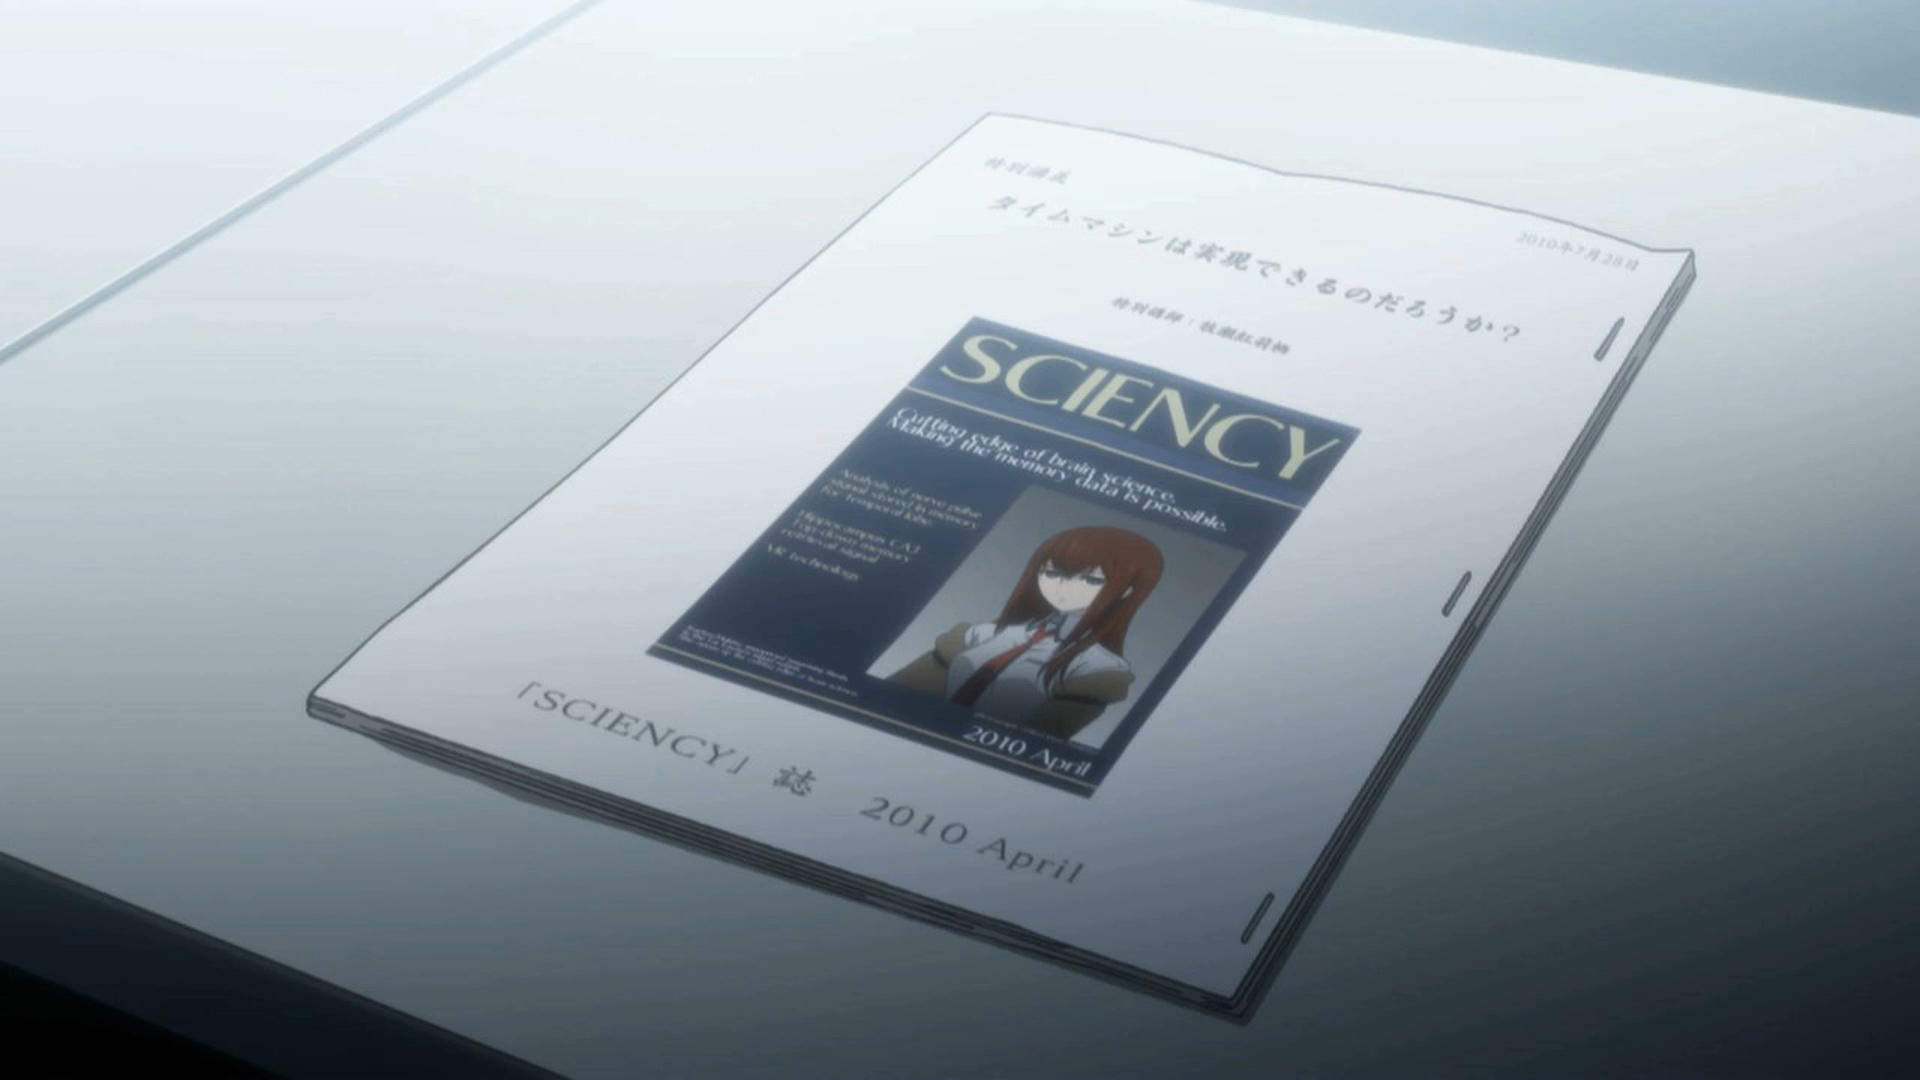 特別講義
2010年7月28日
タイムマシンは実現できるのだろうか?
特別講師:牧瀬紅莉栖
SCIENCY
Cutting edge of brain science.
Making the memory data is possible.
Analysis of nerve pulse
signal stored in memory
for Temporal lobe.
Hippocampus CA1
Top-down memory
retrieval signal
VR technology
2010 April
「SCIENCY」誌 2010 April